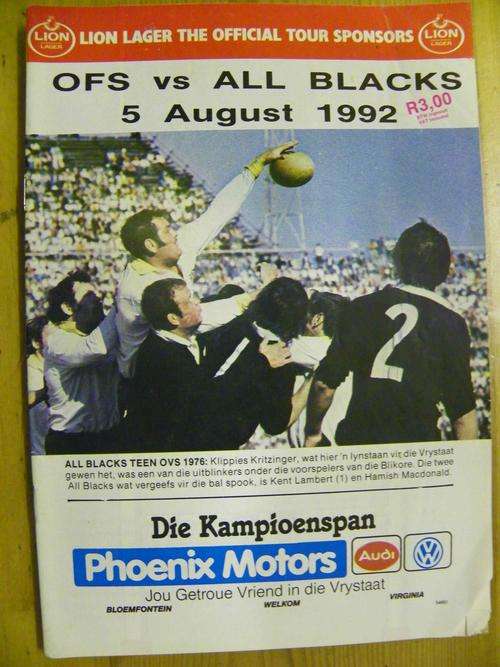 LION LAGER
LION LAGER THE OFFICIAL TOUR SPONSORS
LION LAGER
OFS vs ALL BLACKS
5 August 1992
R3,00
2
ALL BLACKS TEEN OVS 1976: Klippies Kritzinger, wat hier 'n lynstaan vir die Vrystaat
gewen het, was een van die uitblinkers onder die voorspelers van die Blikore. Die twee
All Blacks wat vergeefs vir die bal spook, is Kent Lambert (1) en Hamish Macdonald.
Die Kampioenspan
Phoenix Motors
Audi
Jou Getroue Vriend in die Vrystaat
BLOEMFONTEIN WELKOM VIRGINIA